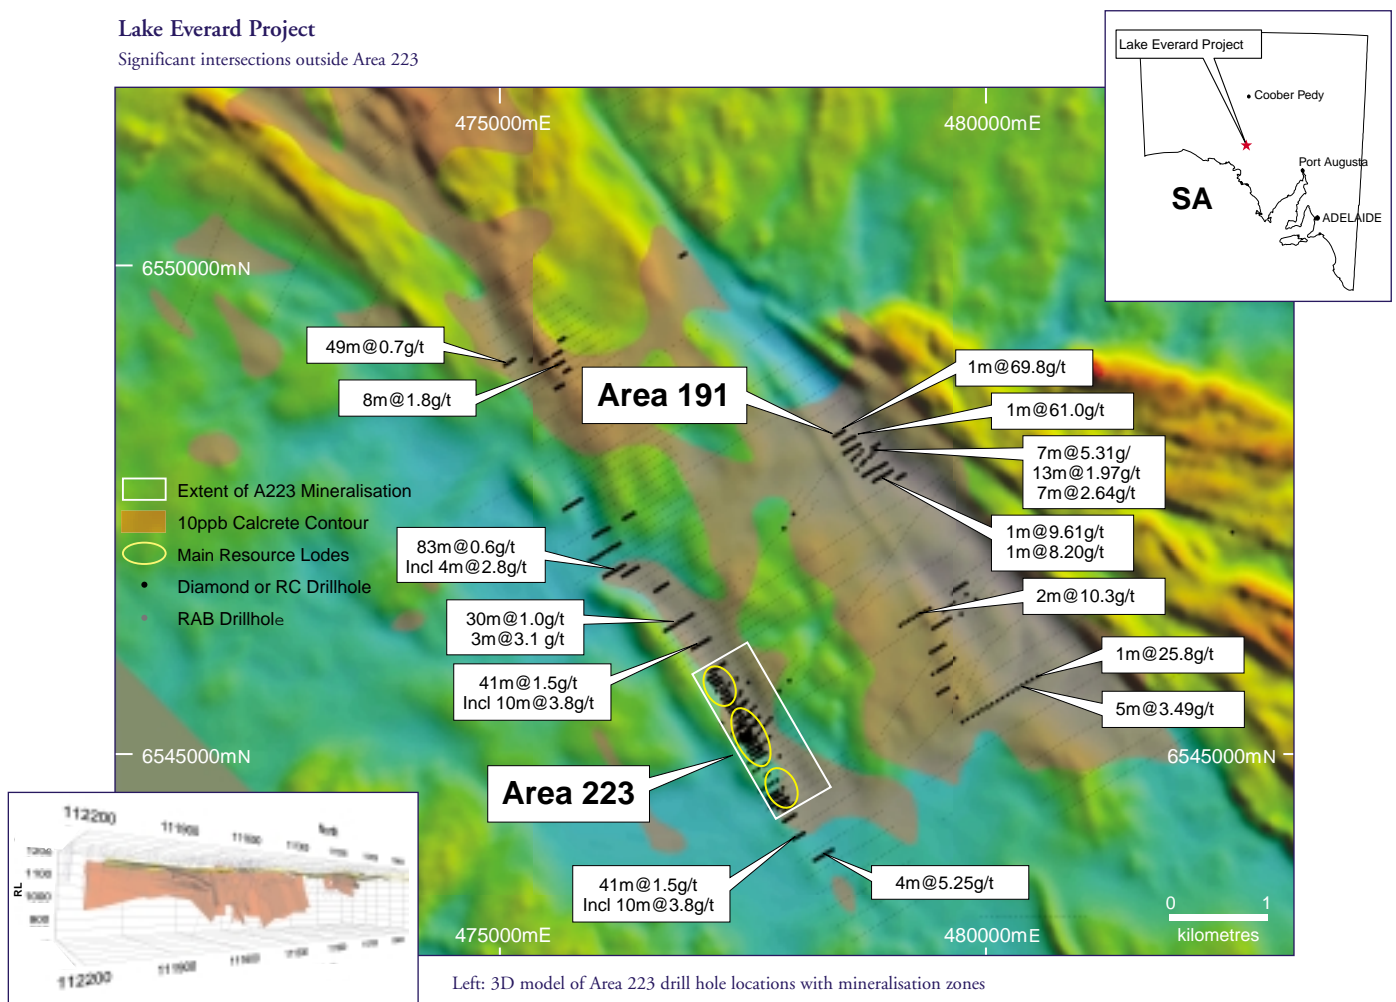 Lake Everard Project
Significant intersections outside Area 223
Lake Everard Project
Coober Pedy
Port Augusta
SA
ADELAIDE
475000mE
480000mE
6550000mN
49m@0.7g/t
8m@1.8g/t
Area 191
1m@69.8g/t
1m@61.0g/t
7m@5.31g/
13m@1.97g/t
7m@2.64g/t
1m@9.61g/t
1m@8.20g/t
Extent of A223 Mineralisation
10ppb Calcrete Contour
Main Resource Lodes
Diamond or RC Drillhole
RAB Drillhole
83m@0.6g/t
Incl 4m@2.8g/t
30m@1.0g/t
3m@3.1 g/t
41m@1.5g/t
Incl 10m@3.8g/t
2m@10.3g/t
1m@25.8g/t
5m@3.49g/t
6545000mN
6545000mN
Area 223
41m@1.5g/t
Incl 10m@3.8g/t
4m@5.25g/t
0 1
kilometres
475000mE
480000mE
112200
111900
RL
1100
112200
111900
Left: 3D model of Area 223 drill hole locations with mineralisation zones